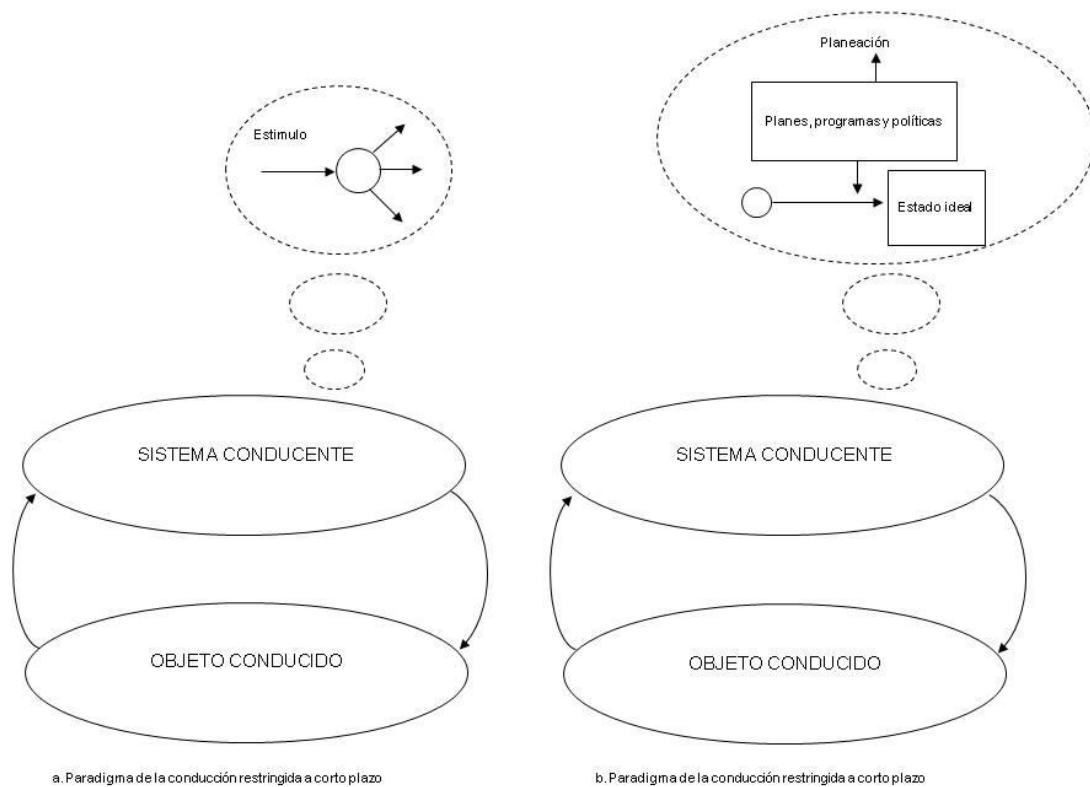 Estimulo
SISTEMA CONDUCENTE
OBJETO CONDUCIDO
a. Paradigma de la conducción restringida a corto plazo
Planeación
Planes, programas y políticas
Estado ideal
SISTEMA CONDUCENTE
OBJETO CONDUCIDO
b. Paradigma de la conducción restringida a corto plazo